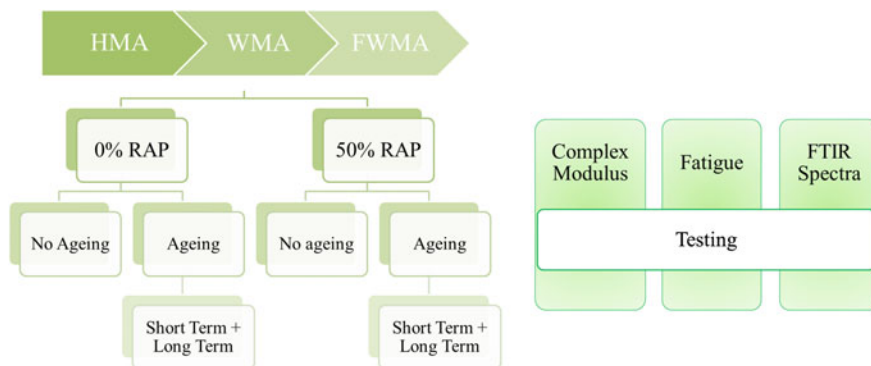 HMA
WMA
FWMA
0% RAP
50% RAP
No Ageing
Ageing
No ageing
Ageing
Short Term +
Long Term
Short Term +
Long Term
Complex
Modulus
Fatigue
FTIR
Spectra
Testing